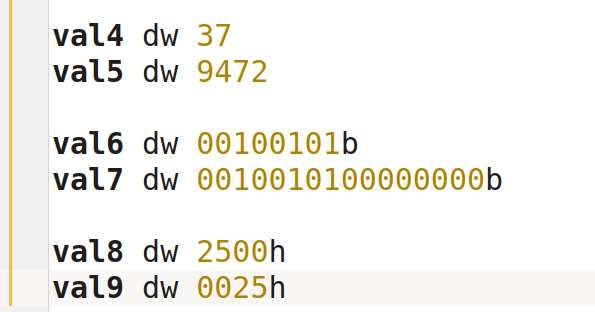 val4 dw 37
val5 dw 9472
val6 dw 00100101b
val7 dw 0010010100000000b
val8 dw 2500h
val9 dw 0025h